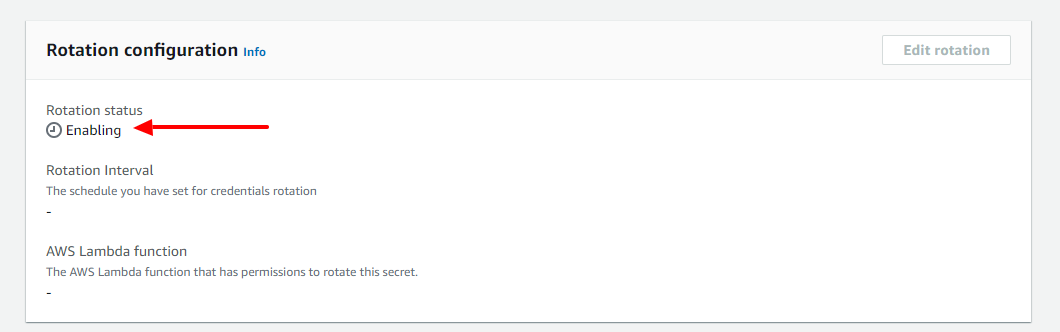 Rotation configuration Info
Edit rotation
Rotation status
Enabling
Rotation Interval
The schedule you have set for credentials rotation
-
AWS Lambda function
The AWS Lambda function that has permissions to rotate this secret.
-